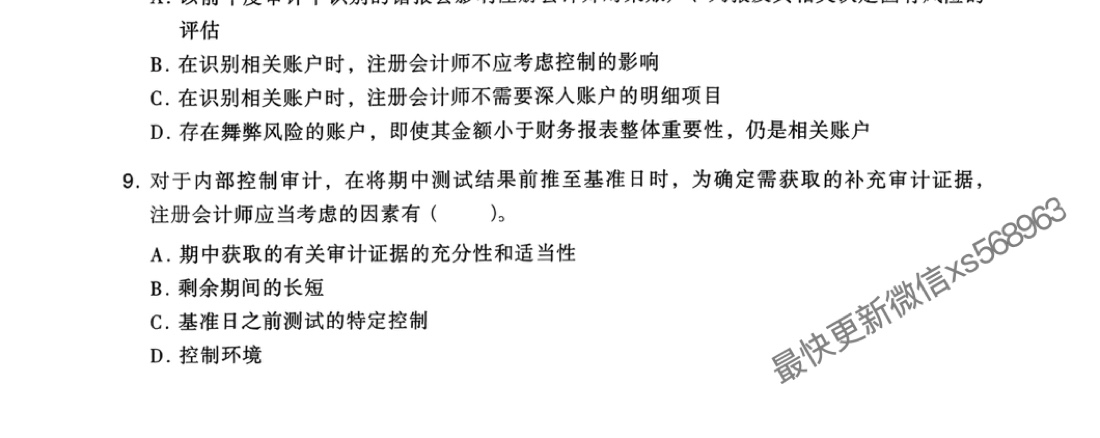 评估
B. 在识别相关账户时，注册会计师不应考虑控制的影响
C. 在识别相关账户时，注册会计师不需要深入账户的明细项目
D. 存在舞弊风险的账户，即使其金额小于财务报表整体重要性，仍是相关账户
9. 对于内部控制审计，在将期中测试结果前推至基准日时，为确定需获取的补充审计证据，
注册会计师应当考虑的因素有（  ）。
A. 期中获取的有关审计证据的充分性和适当性
B. 剩余期间的长短
C. 基准日之前测试的特定控制
D. 控制环境
最快更新微信xs568963